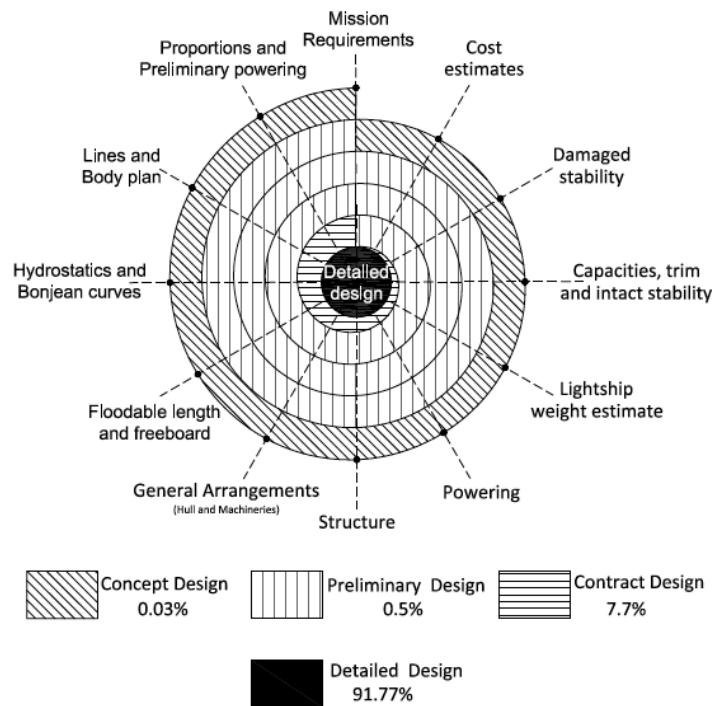 Mission
Requirements
Proportions and
Preliminary powering
Cost
estimates
Lines and
Body plan
Damaged
stability
Hydrostatics and
Bonjean curves
Detailed
design
Capacities, trim
and intact stability
Floodable length
and freeboard
Lightship
weight estimate
General Arrangements
(Hull and Machineries)
Powering
Structure
Concept Design
0.03%
Preliminary Design
0.5%
Contract Design
7.7%
Detailed Design
91.77%